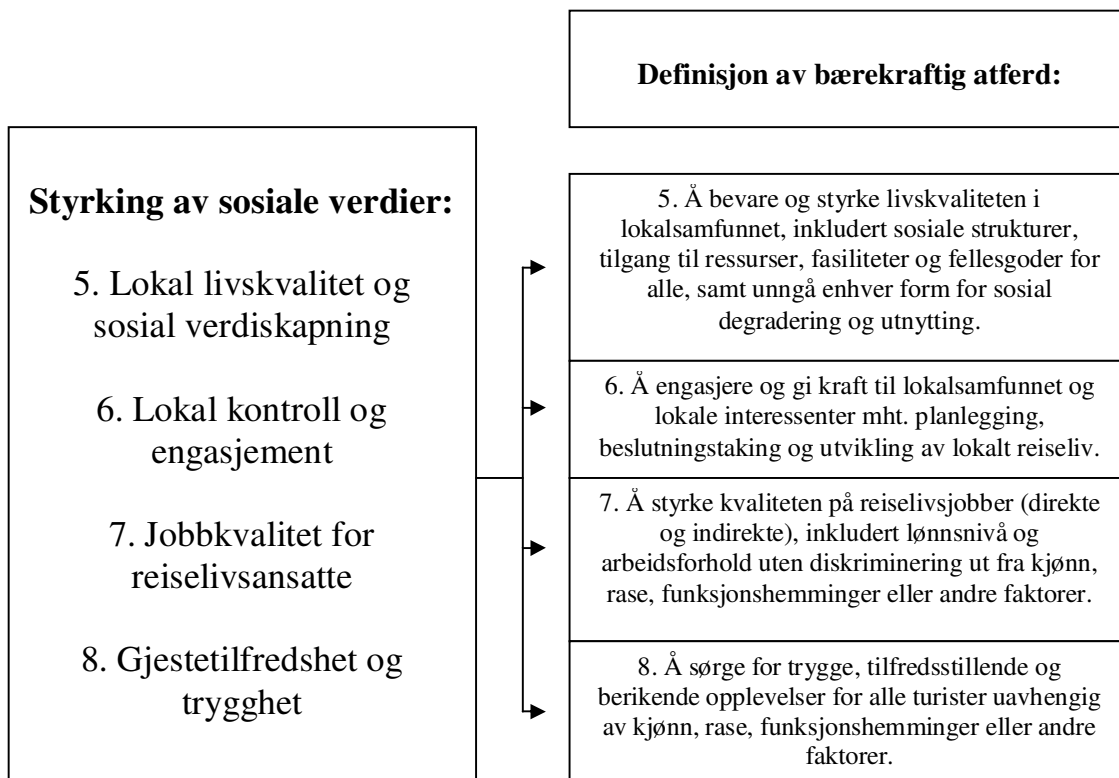 Definisjon av bærekraftig atferd:
Styrking av sosiale verdier:
5. Lokal livskvalitet og
sosial verdiskapning
6. Lokal kontroll og
engasjement
7. Jobbkvalitet for
reiselivsansatte
8. Gjestetilfredshet og
trygghet
5. Å bevare og styrke livskvaliteten i
lokalsamfunnet, inkludert sosiale strukturer,
tilgang til ressurser, fasiliteter og fellesgoder for
alle, samt unngå enhver form for sosial
degradering og utnytting.
6. Å engasjere og gi kraft til lokalsamfunnet og
lokale interessenter mht. planlegging,
beslutningstaking og utvikling av lokalt reiseliv.
7. Å styrke kvaliteten på reiselivsjobber (direkte
og indirekte), inkludert lønnsnivå og
arbeidsforhold uten diskriminering ut fra kjønn,
rase, funksjonshemminger eller andre faktorer.
8. Å sørge for trygge, tilfredsstillende og
berikende opplevelser for alle turister uavhengig
av kjønn, rase, funksjonshemminger eller andre
faktorer.